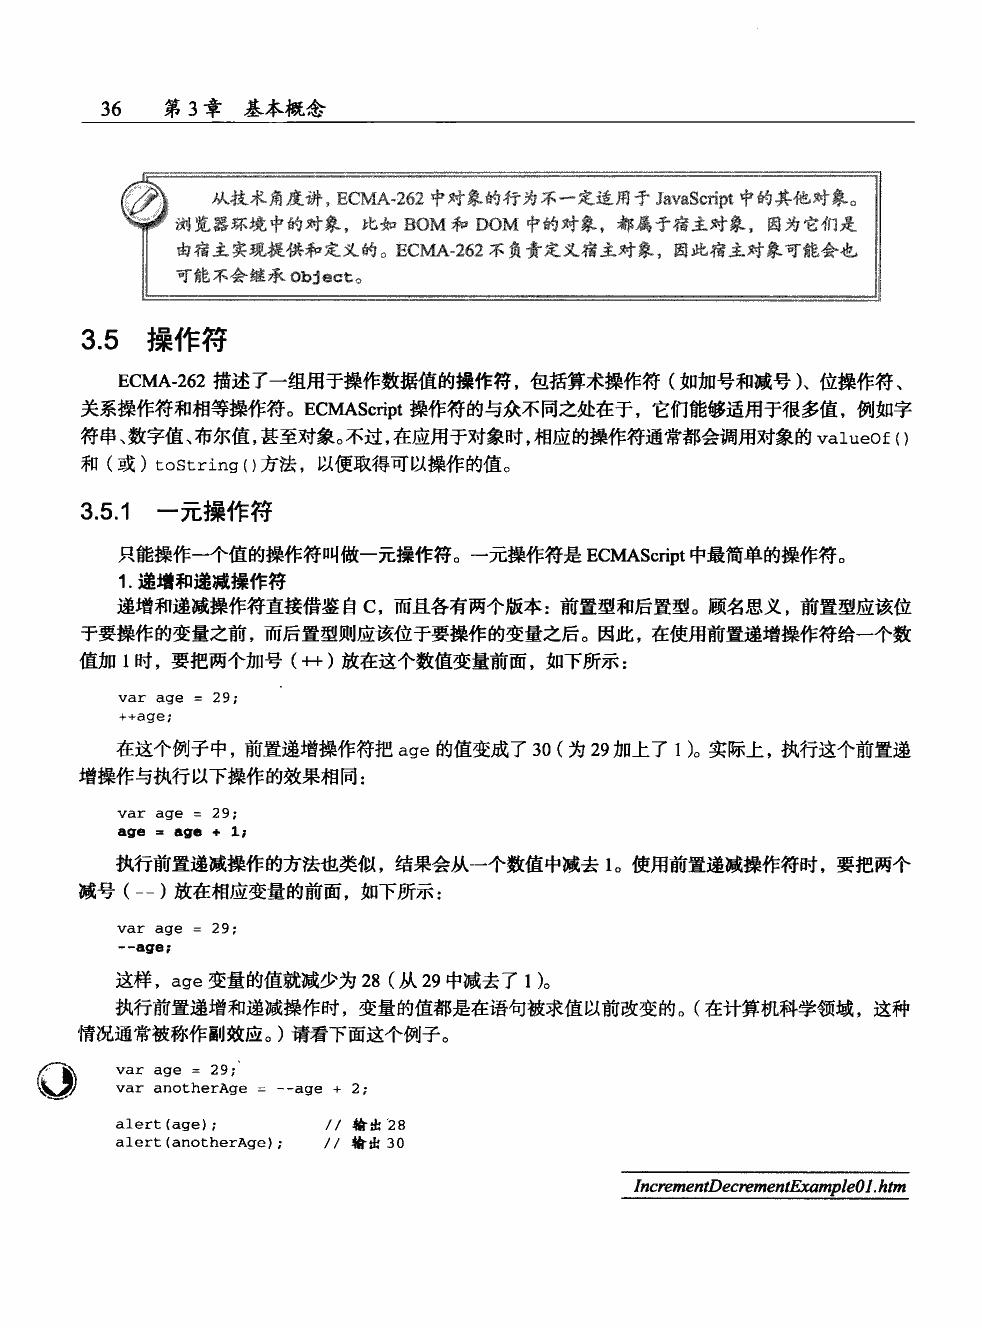 36 第3章 基本概念
从技术角度讲，ECMA-262 中对象的行为不一定适用于 JavaScript 中的其他对象。
浏览器环境中的对象，比如 BOM 和 DOM 中的对象，都属于宿主对象，因为它们是
由宿主实现提供和定义的。ECMA-262 不负责定义宿主对象，因此宿主对象可能会也
可能不会继承 Object。
3.5 操作符
ECMA-262 描述了一组用于操作数据值的操作符，包括算术操作符（如加号和减号）、位操作符、
关系操作符和相等操作符。ECMAScript 操作符的与众不同之处在于，它们能够适用于很多值，例如字
符串、数字值、布尔值，甚至对象。不过，在应用于对象时，相应的操作符通常都会调用对象的 valueOf()
和（或）toString()方法，以便取得可以操作的值。
3.5.1 一元操作符
只能操作一个值的操作符叫做一元操作符。一元操作符是 ECMAScript 中最简单的操作符。
1. 递增和递减操作符
递增和递减操作符直接借鉴自 C，而且各有两个版本：前置型和后置型。顾名思义，前置型应该位
于要操作的变量之前，而后置型则应该位于要操作的变量之后。因此，在使用前置递增操作符给一个数
值加 1 时，要把两个加号（++）放在这个数值变量前面，如下所示：
var age = 29;
++age;
在这个例子中，前置递增操作符把 age 的值变成了 30（为 29 加上了 1）。实际上，执行这个前置递
增操作与执行以下操作的效果相同：
var age = 29;
age = age + 1;
执行前置递减操作的方法也类似，结果会从一个数值中减去 1。使用前置递减操作符时，要把两个
减号（--）放在相应变量的前面，如下所示：
var age = 29;
--age;
这样，age 变量的值就减少为 28（从 29 中减去了 1）。
执行前置递增和递减操作时，变量的值都是在语句被求值以前改变的。（在计算机科学领域，这种
情况通常被称作副效应。）请看下面这个例子。
var age = 29;
var anotherAge = --age + 2;
alert(age); // 输出 28
alert(anotherAge); // 输出 30
IncrementDecrementExample01.htm